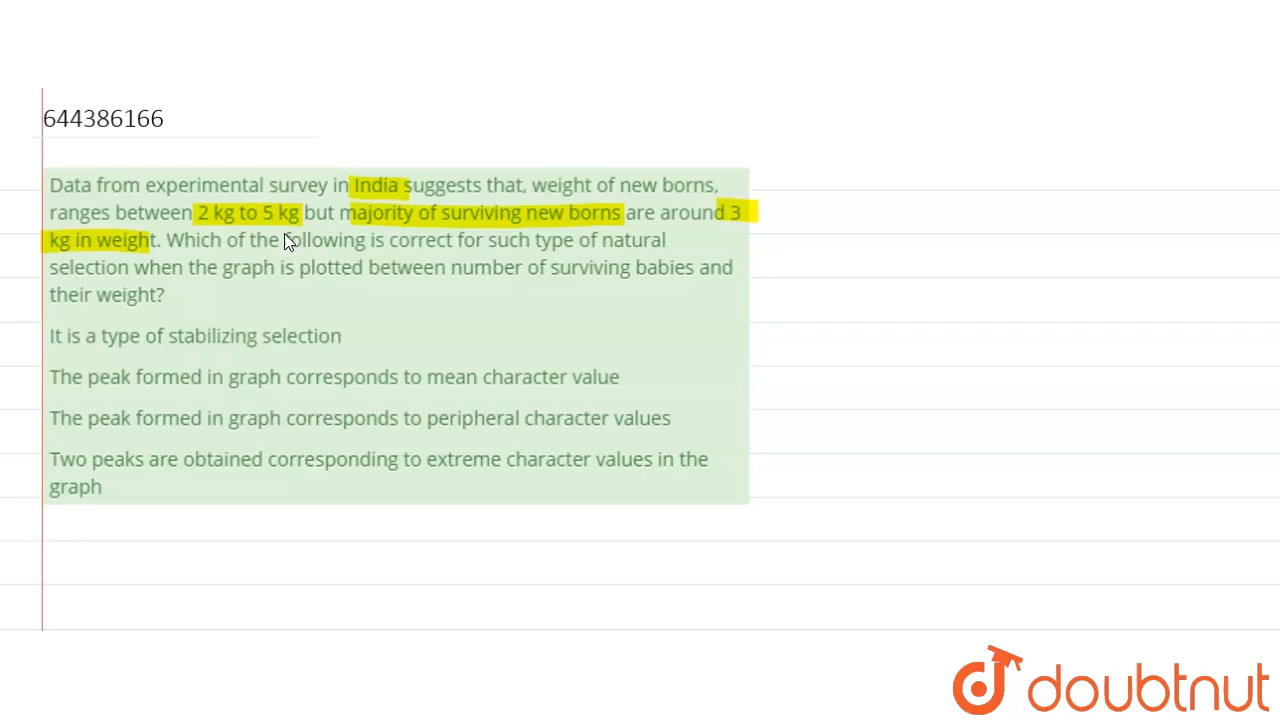 644386166
Data from experimental survey in India suggests that, weight of new borns,
ranges between 2 kg to 5 kg but majority of surviving new borns are around 3
kg in weight. Which of the following is correct for such type of natural
selection when the graph is plotted between number of surviving babies and
their weight?
It is a type of stabilizing selection
The peak formed in graph corresponds to mean character value
The peak formed in graph corresponds to peripheral character values
Two peaks are obtained corresponding to extreme character values in the
graph
doubtnut